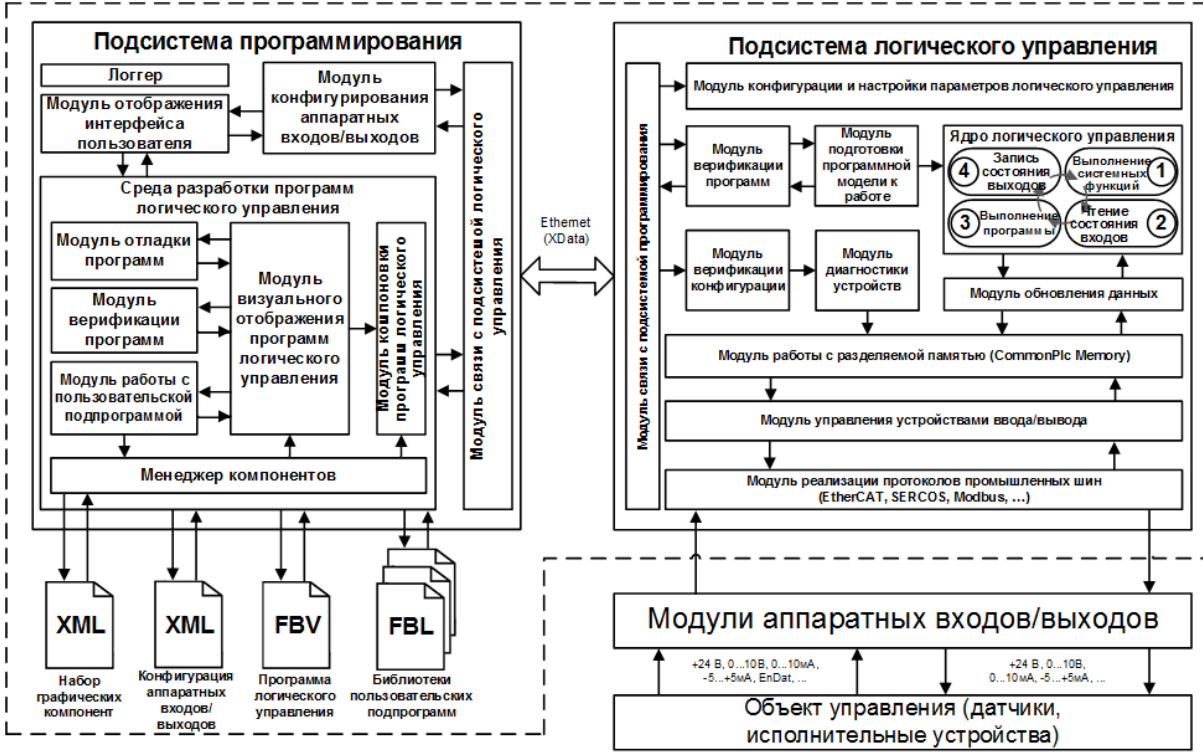 Подсистема программирования
Логгер
Модуль отображения
интерфейса
пользователя
Модуль
конфигурирования
аппаратных
входов/выходов
Среда разработки программ
логического управления
Модуль отладки
программ
Модуль
верификации
программ
Модуль работы с
пользовательской
подпрограммой
Модуль
визуального
отображения
программ
логического
управления
Модуль компоновки
программ логического
управления
Менеджер компонентов
Модуль связи с подсистемой логического
управления
XML
Набор
графических
компонент
XML
Конфигурация
аппаратных
входов/
выходов
FBV
Программа
логического
управления
FBL
Библиотеки
пользовательских
подпрограмм
Ethernet
(XData)
Подсистема логического управления
Модуль связи с подсистемой программирования
Модуль конфигурации и настройки параметров логического управления
Модуль
верификации
программ
Модуль
подготовки
программной
модели к
работе
Ядро логического управления
4
Запись
состояния
выходов
Выполнение
системных
функций
1
3
Выполнение
программы
Чтение
состояния
входов
2
Модуль
верификации
конфигурации
Модуль
диагностики
устройств
Модуль обновления данных
Модуль работы с разделяемой памятью (CommonPlc Memory)
Модуль управления устройствами ввода/вывода
Модуль реализации протоколов промышленных шин
(EtherCAT, SERCOS, Modbus, ...)
Модули аппаратных входов/выходов
+24 В, 0...10В, 0...10мА,
-5...+5мА, EnDat, ...
+24 В, 0...10В,
0...10мА, -5...+5мА, ...
Объект управления (датчики,
исполнительные устройства)